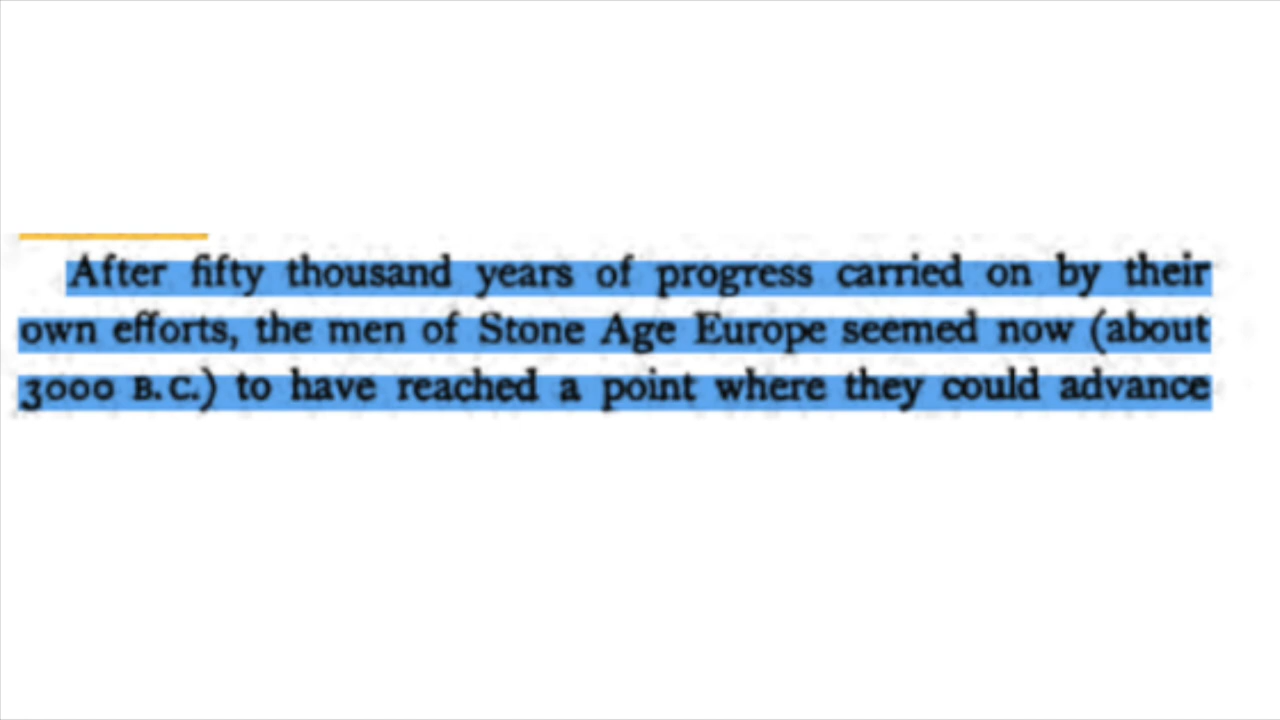 After fifty thousand years of progress carried on by their
own efforts, the men of Stone Age Europe seemed now (about
3000 B.C.) to have reached a point where they could advance